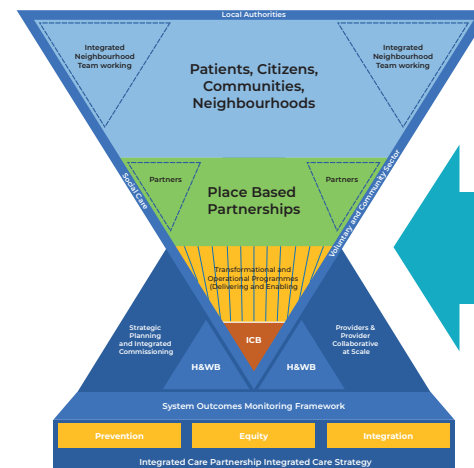 Local Authorities
Integrated
Neighbourhood
Team working
Integrated
Neighbourhood
Team working
Patients, Citizens,
Communities,
Neighbourhoods
Social Care
Partners
Partners
Voluntary and Community Sector
Place Based
Partnerships
Transformational and
Operational Programmes
(Delivering and Enabling
Strategic
Planning
and Integrated
Commissioning
ICB
Providers &
Provider
Collaborative
at Scale
H&WB
H&WB
System Outcomes Monitoring Framework
Prevention
Equity
Integration
Integrated Care Partnership Integrated Care Strategy